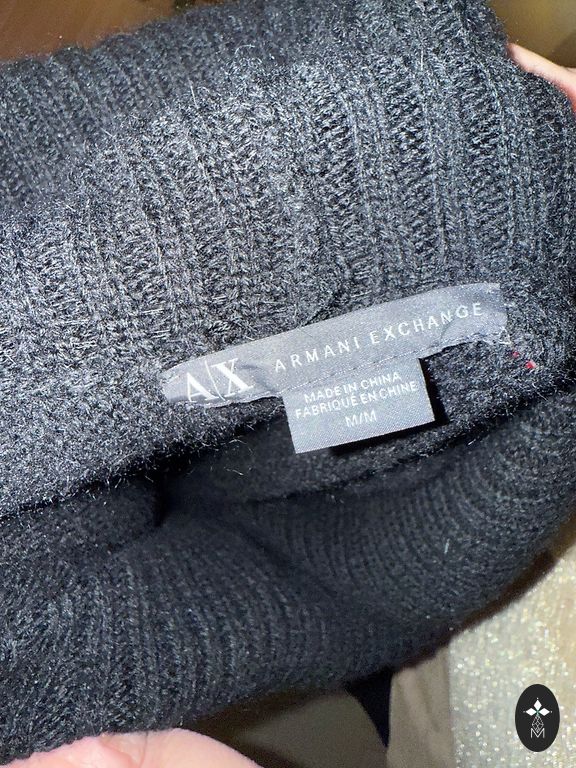 A|X ARMANI EXCHANGE
MADE IN CHINA
FABRIQUÉ EN CHINE
M/M
M